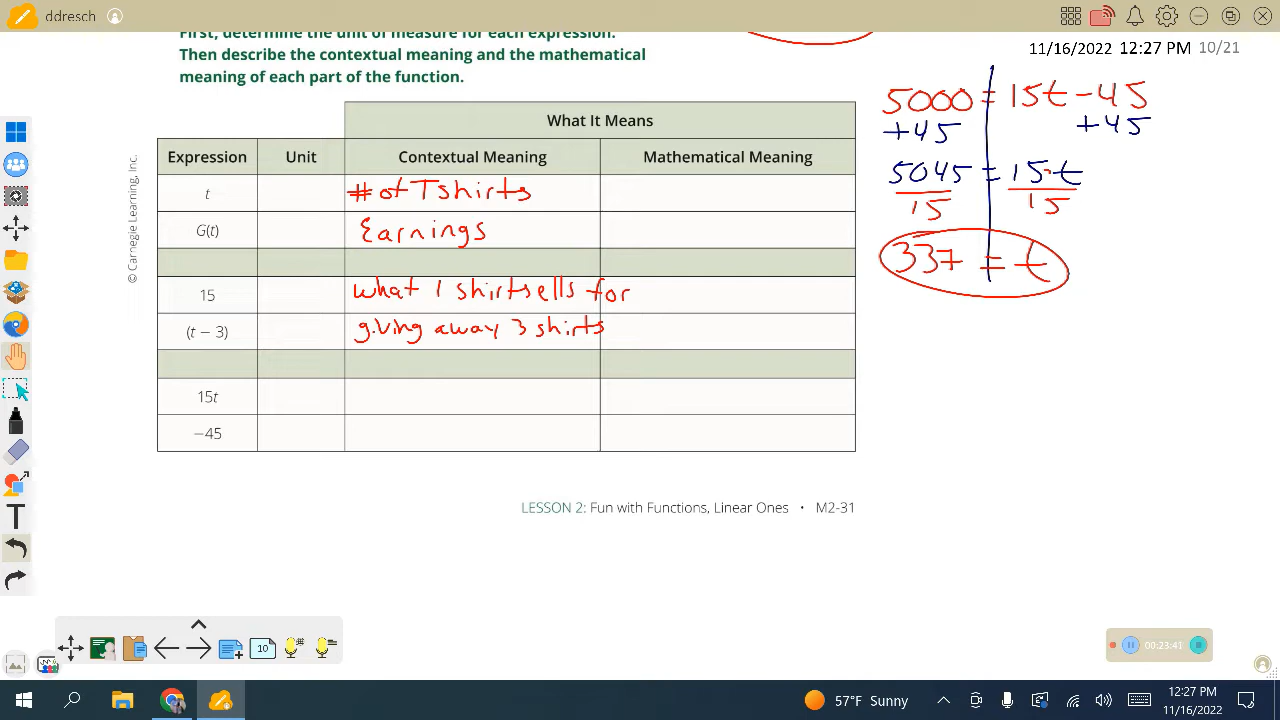 ddresch
First, determine the unit of measure for each expression.
Then describe the contextual meaning and the mathematical
meaning of each part of the function.
11/16/2022 12:27 PM 10/21
What It Means
Expression Unit Contextual Meaning Mathematical Meaning
t # of Tshirts
G(t) Earnings
15 what 1 shirt sells for
(t − 3) giving away 3 shirts
15t
−45
© Carnegie Learning, Inc.
5000 = 15t - 45
+45 +45
5045 = 15·t
15 15
337 = t
LESSON 2: Fun with Functions, Linear Ones • M2-31
T
10
00:23:41
57°F Sunny
12:27 PM
11/16/2022